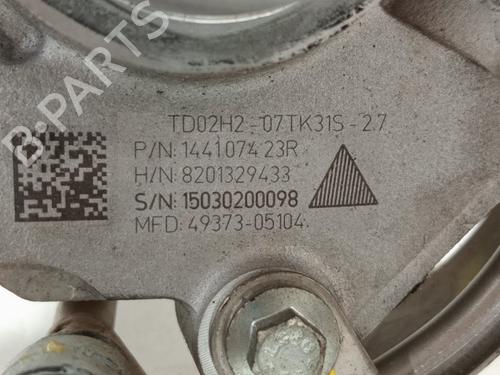 TD02H2-07TK31S-2.7
P/N: 144107423R
H/N: 8201329433
S/N: 15030200098
MFD: 49373-05104
B-PARTS